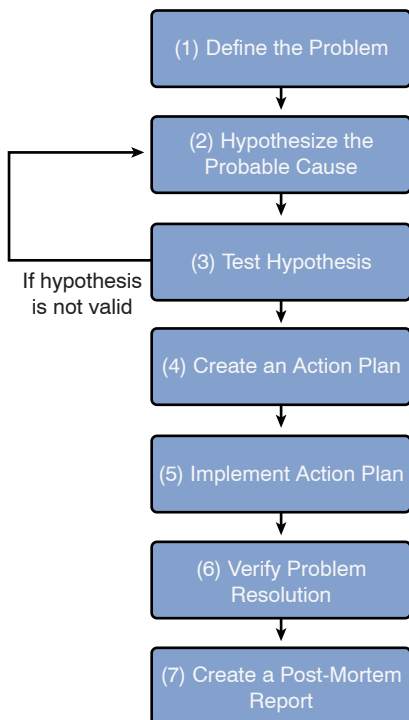 (1) Define the Problem
(2) Hypothesize the
Probable Cause
(3) Test Hypothesis
If hypothesis
is not valid
(4) Create an Action Plan
(5) Implement Action Plan
(6) Verify Problem
Resolution
(7) Create a Post-Mortem
Report